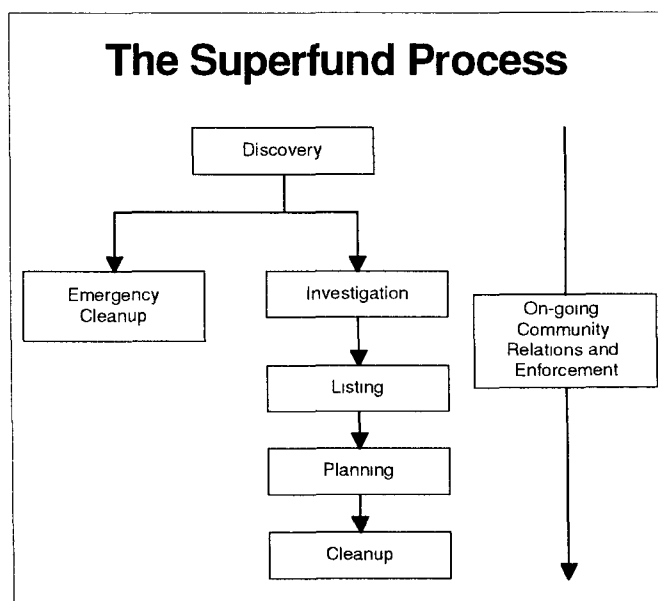 The Superfund Process
Discovery
Emergency
Cleanup
Investigation
On-going
Community
Relations and
Enforcement
Listing
Planning
Cleanup